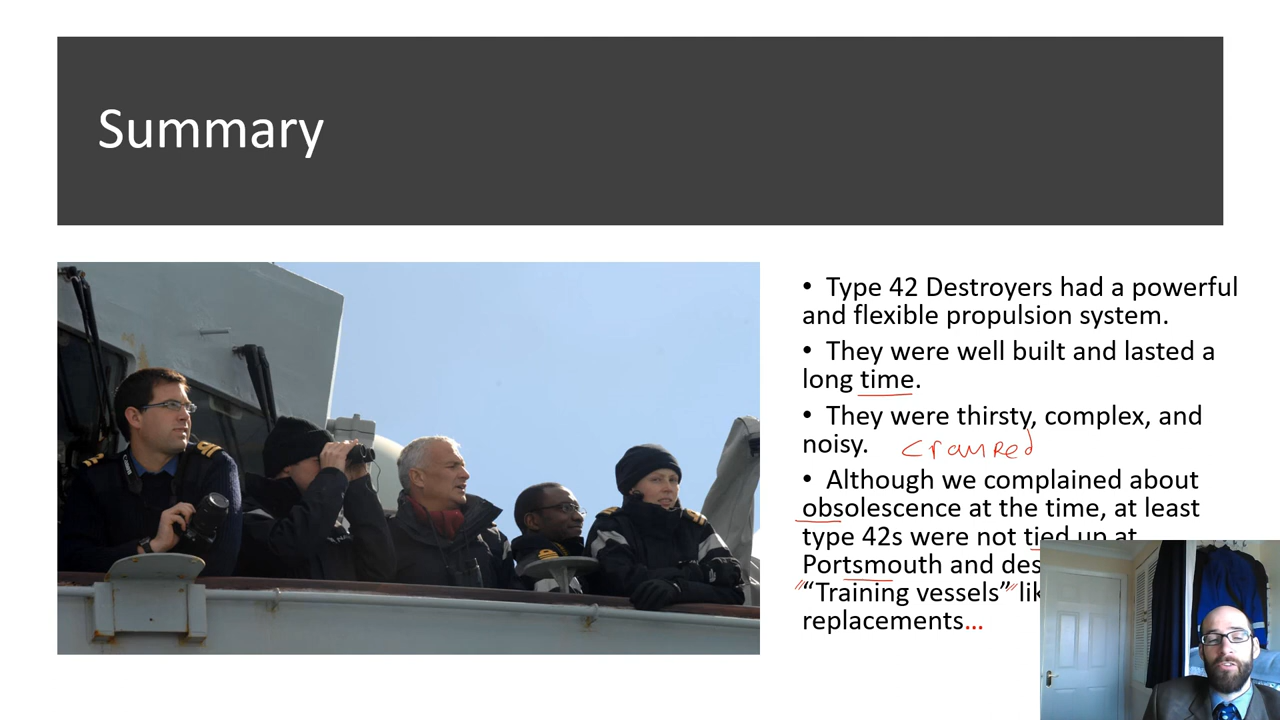 Summary
• Type 42 Destroyers had a powerful
and flexible propulsion system.
• They were well built and lasted a
long time.
• They were thirsty, complex, and
noisy. cramped
• Although we complained about
obsolescence at the time, at least
type 42s were not tied up at
Portsmouth and des
“Training vessels” lik
replacements…